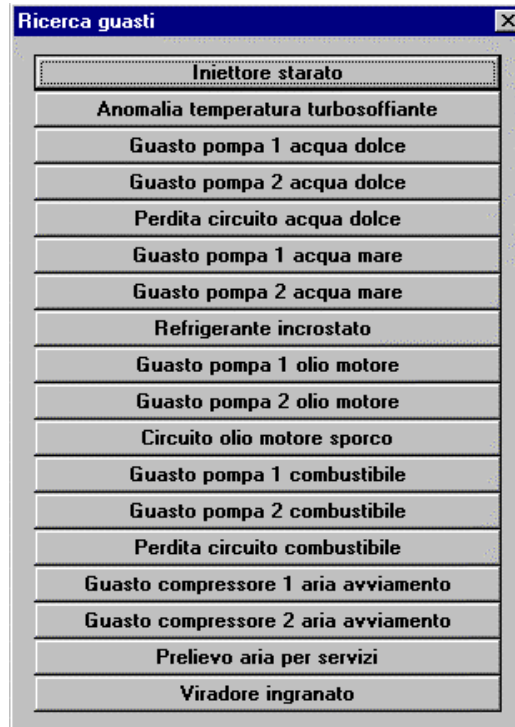 Ricerca guasti
Iniettore starato
Anomalia temperatura turbosoffiante
Guasto pompa 1 acqua dolce
Guasto pompa 2 acqua dolce
Perdita circuito acqua dolce
Guasto pompa 1 acqua mare
Guasto pompa 2 acqua mare
Refrigerante incrostato
Guasto pompa 1 olio motore
Guasto pompa 2 olio motore
Circuito olio motore sporco
Guasto pompa 1 combustibile
Guasto pompa 2 combustibile
Perdita circuito combustibile
Guasto compressore 1 aria avviamento
Guasto compressore 2 aria avviamento
Prelievo aria per servizi
Viradore ingranato